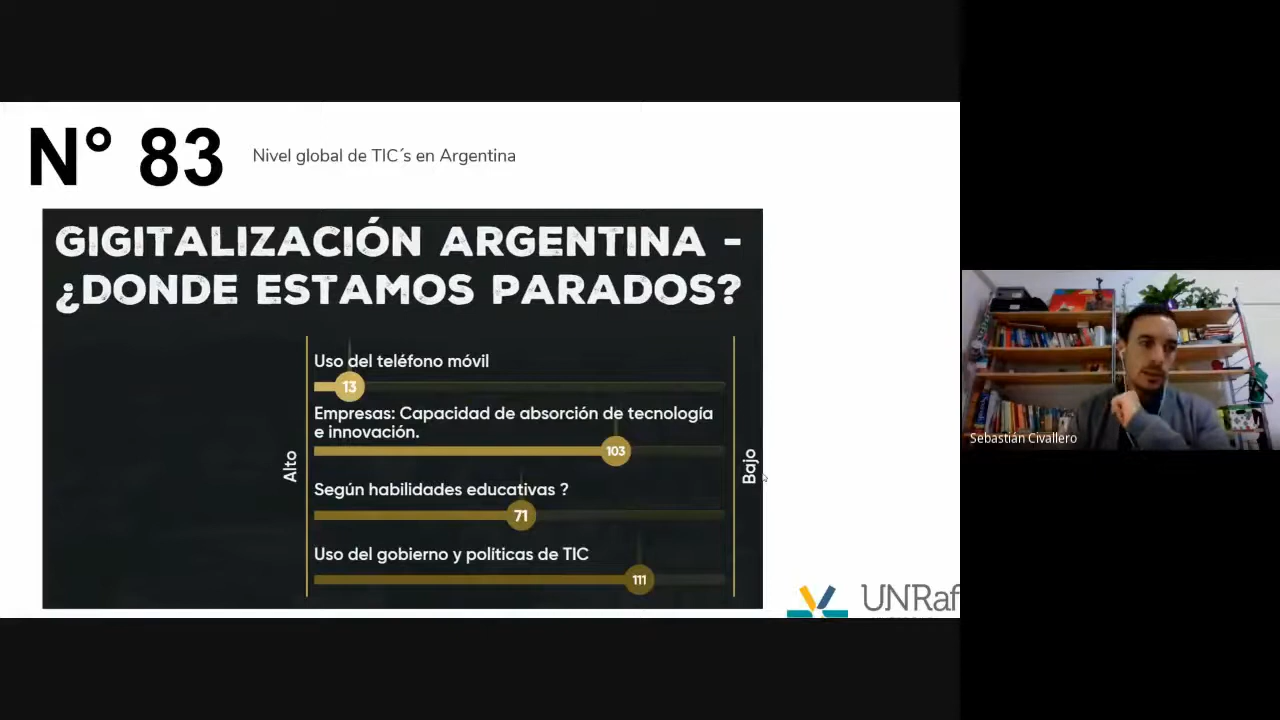 N° 83
Nivel global de TIC´s en Argentina
GIGITALIZACIÓN ARGENTINA -
¿DONDE ESTAMOS PARADOS?
Uso del teléfono móvil
13
Empresas: Capacidad de absorción de tecnología
e innovación.
103
Alto
Bajo
Según habilidades educativas ?
71
Uso del gobierno y políticas de TIC
111
UNRaf
Sebastián Civallero